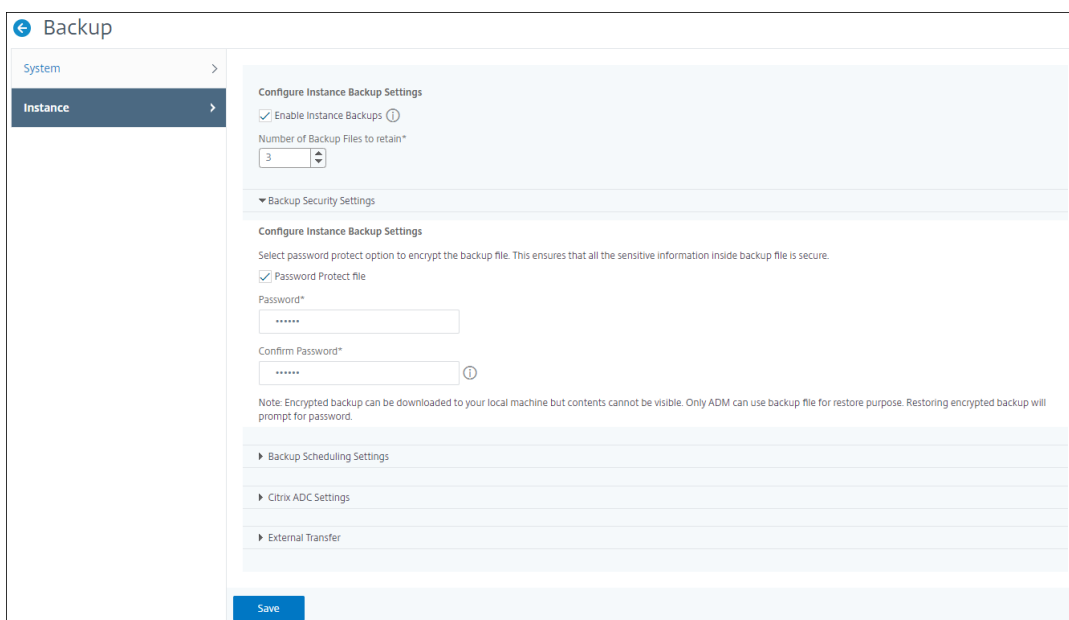 Backup
System
Instance
Configure Instance Backup Settings
Enable Instance Backups
Number of Backup Files to retain*
3
Backup Security Settings
Configure Instance Backup Settings
Select password protect option to encrypt the backup file. This ensures that all the sensitive information inside backup file is secure.
Password Protect file
Password*
••••••
Confirm Password*
••••••
Note: Encrypted backup can be downloaded to your local machine but contents cannot be visible. Only ADM can use backup file for restore purpose. Restoring encrypted backup will
prompt for password.
Backup Scheduling Settings
Citrix ADC Settings
External Transfer
Save